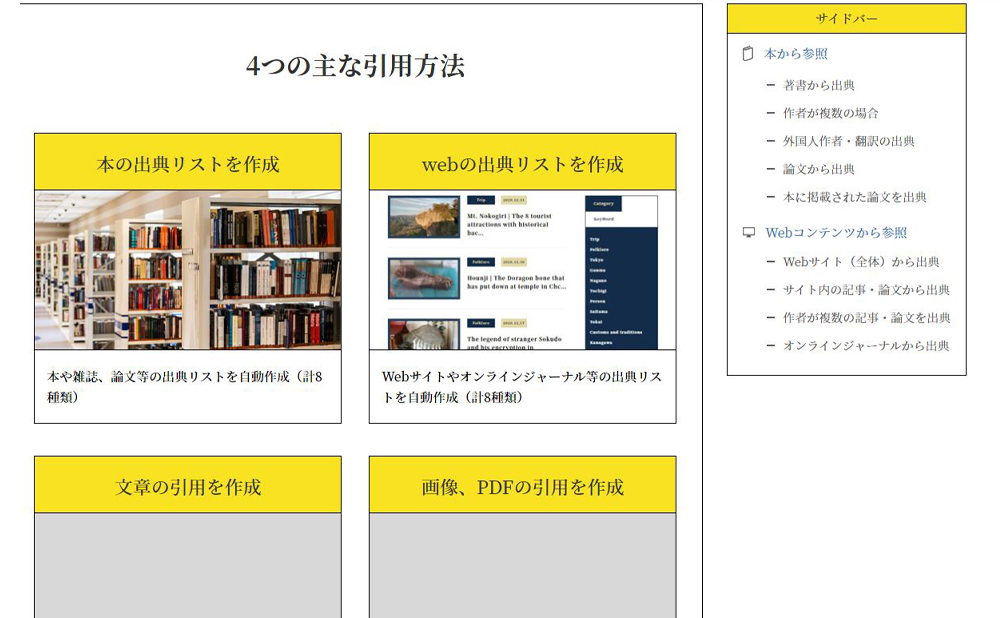 4つの主な引用方法
本の出典リストを作成
本や雑誌、論文等の出典リストを自動作成（計8
種類）
webの出典リストを作成
Trip
2020.12.21
Mt. Nokogiri | The 8 tourist
attractions with historical
bac...
Folklore
2020.12.20
Hounji | The Doragon bone that
has put down at temple in Chc...
Folklore
2020.12.17
The legend of stranger Sokudo
and his encryption in
Category
KeyWord
Trip
Folklore
Tokyo
Gunma
Nagano
Tochigi
Person
Saitama
Tokai
Customs and traditions
Kanagawa
Webサイトやオンラインジャーナル等の出典リス
トを自動作成（計8種類）
文章の引用を作成
画像、PDFの引用を作成
サイドバー
本から参照
著書から出典
作者が複数の場合
外国人作者・翻訳の出典
論文から出典
本に掲載された論文を出典
Webコンテンツから参照
Webサイト（全体）から出典
サイト内の記事・論文から出典
作者が複数の記事・論文を出典
オンラインジャーナルから出典